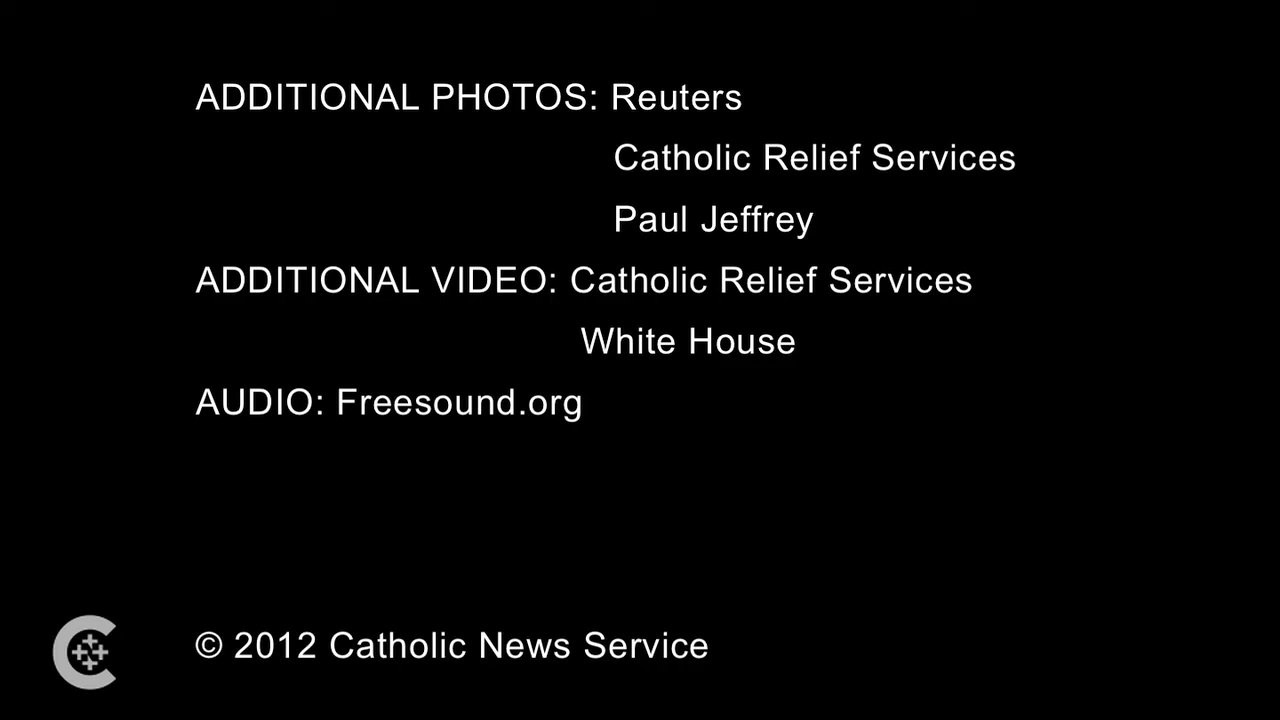 ADDITIONAL PHOTOS: Reuters
Catholic Relief Services
Paul Jeffrey
ADDITIONAL VIDEO: Catholic Relief Services
White House
AUDIO: Freesound.org
© 2012 Catholic News Service